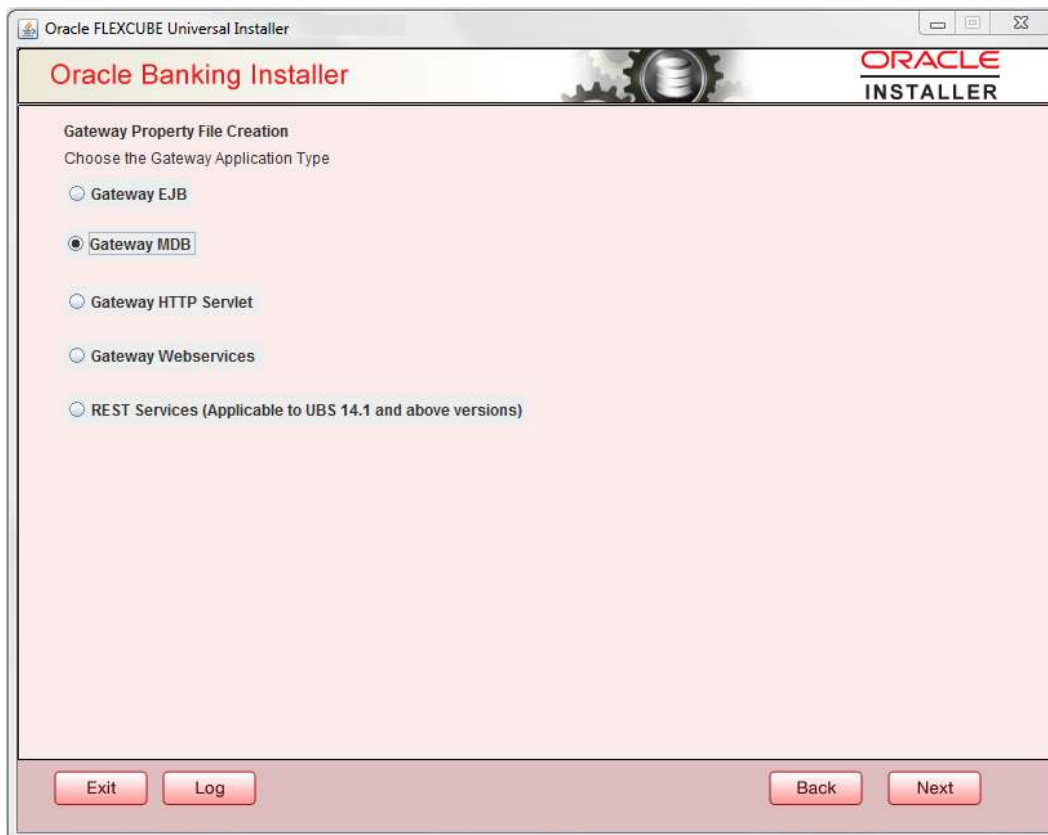 Oracle FLEXCUBE Universal Installer
Oracle Banking Installer
ORACLE
INSTALLER
Gateway Property File Creation
Choose the Gateway Application Type
Gateway EJB
Gateway MDB
Gateway HTTP Servlet
Gateway Webservices
REST Services (Applicable to UBS 14.1 and above versions)
Exit Log Back Next